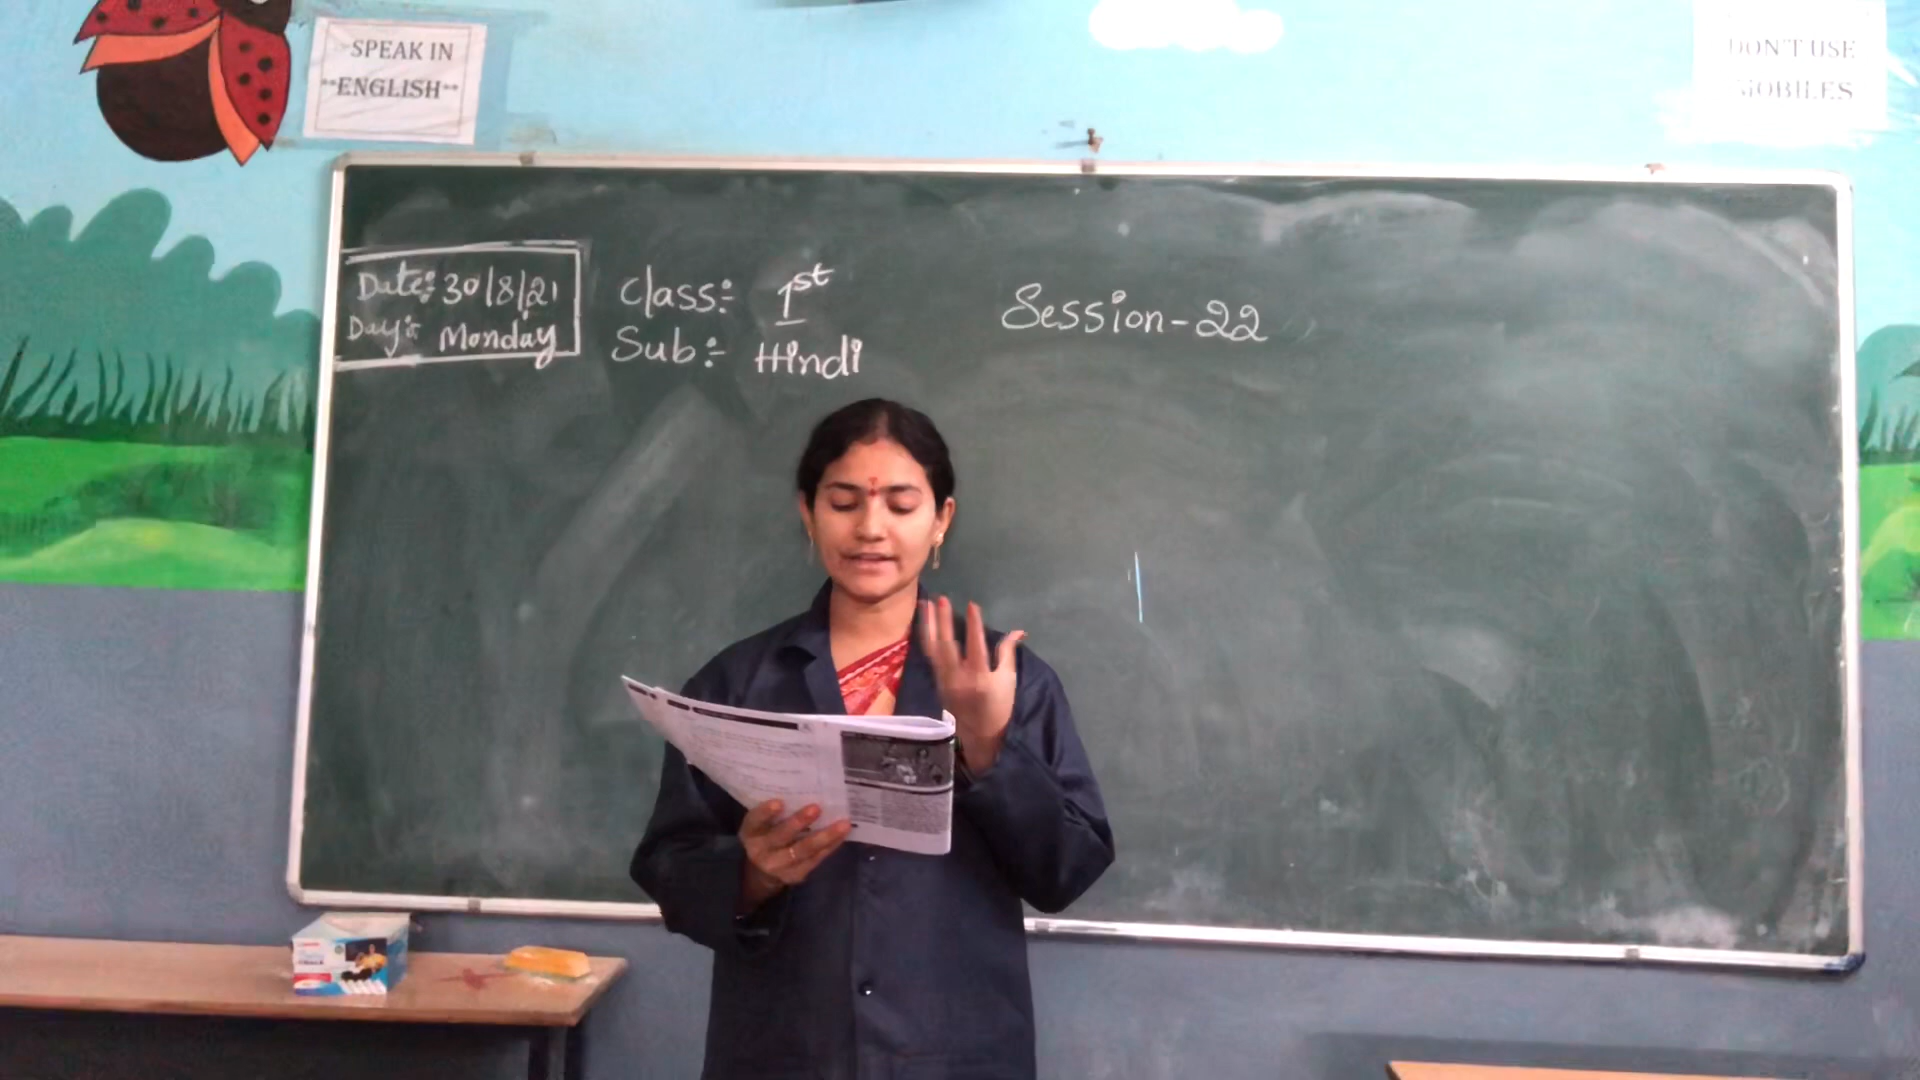 SPEAK IN
**ENGLISH**
DON'T USE
MOBILES
Date:- 30/8/21
Day:- Monday
Class:- 1st
Sub:- Hindi
Session-22